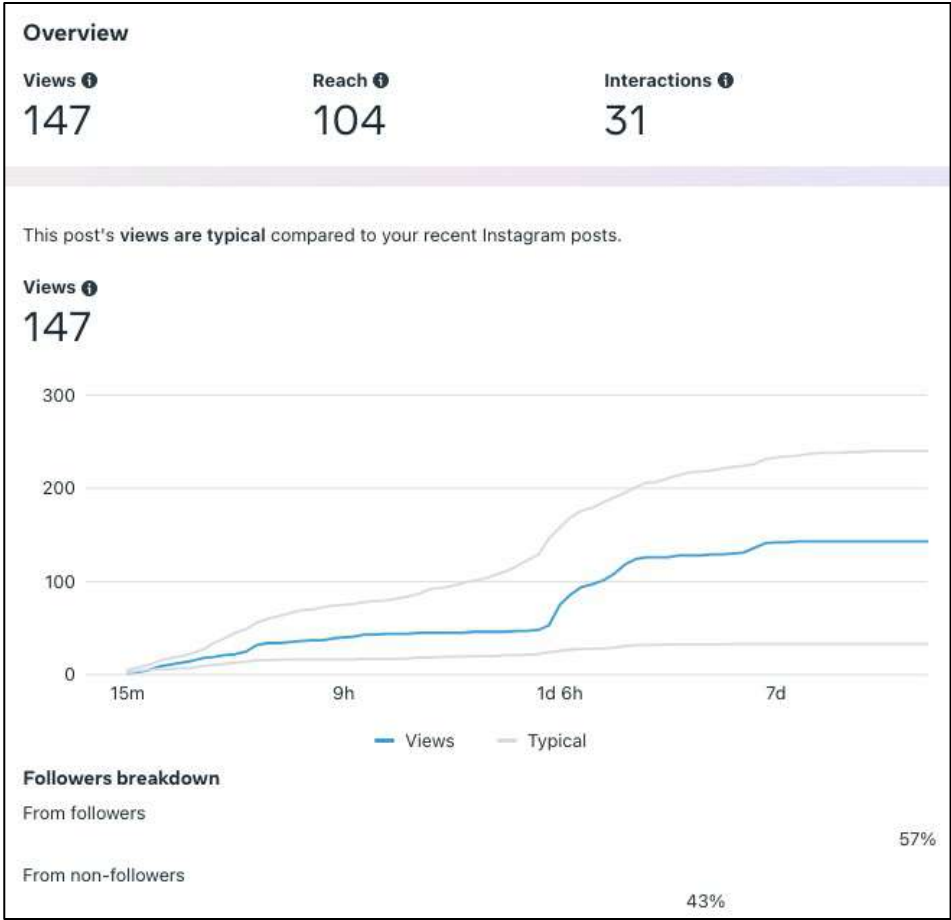 Overview
Views Reach Interactions
147 104 31
This post's views are typical compared to your recent Instagram posts.
Views
147
300
200
100
0
15m 9h 1d 6h 7d
Views Typical
Followers breakdown
From followers
57%
From non-followers
43%